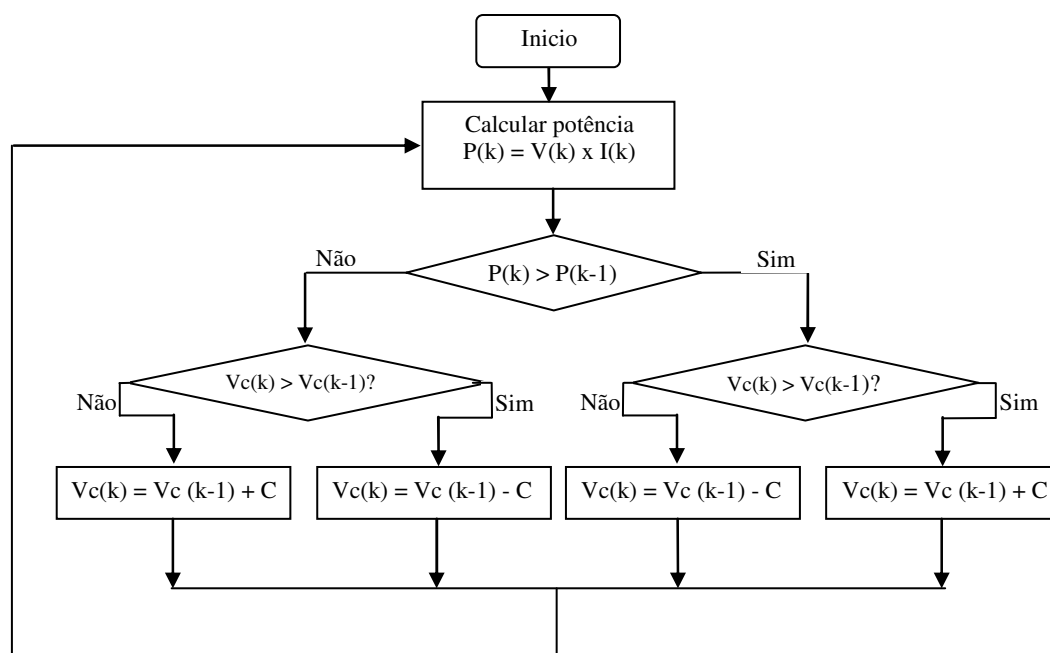 Inicio
Calcular potência
P(k) = V(k) x I(k)
Não
Sim
P(k) > P(k-1)
Vc(k) > Vc(k-1)?
Vc(k) > Vc(k-1)?
Não
Sim
Não
Sim
Vc(k) = Vc (k-1) + C
Vc(k) = Vc (k-1) - C
Vc(k) = Vc (k-1) - C
Vc(k) = Vc (k-1) + C